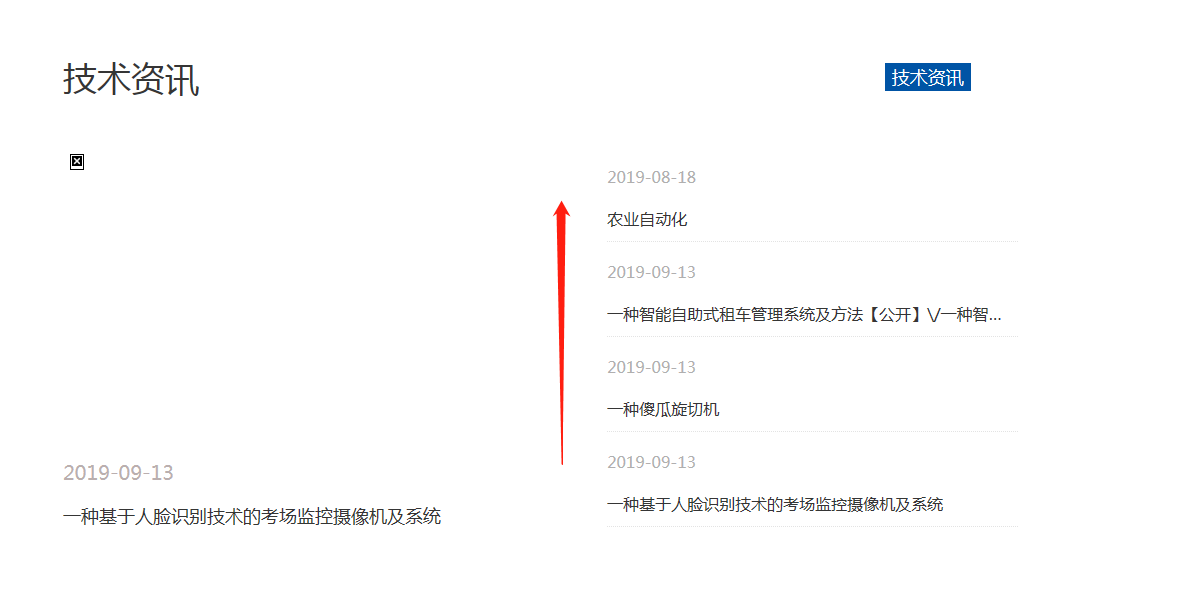 技术资讯
技术资讯
2019-09-13
一种基于人脸识别技术的考场监控摄像机及系统
2019-08-18
农业自动化
2019-09-13
一种智能自助式租车管理系统及方法【公开】\/一种智...
2019-09-13
一种傻瓜旋切机
2019-09-13
一种基于人脸识别技术的考场监控摄像机及系统